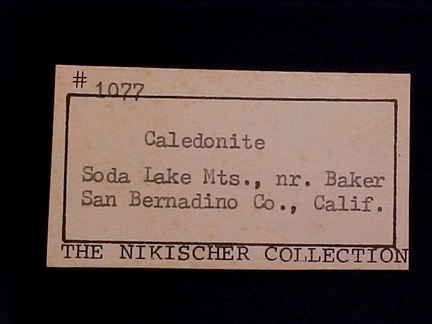 # 1077
Caledonite
Soda Lake Mts., nr. Baker
San Bernadino Co., Calif.
THE NIKISCHER COLLECTION